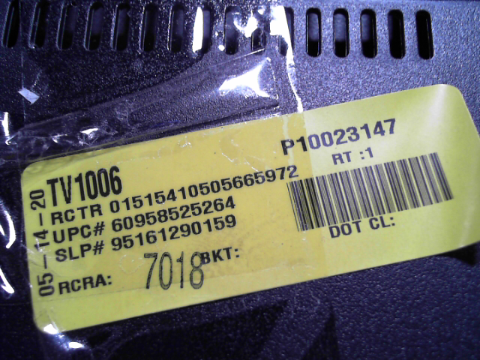 05-14-20
TV1006
P10023147
RCTR 01515410505665972
RT :1
UPC# 60958525264
SLP# 95161290159
DOT CL:
RCRA: 7018 BKT: